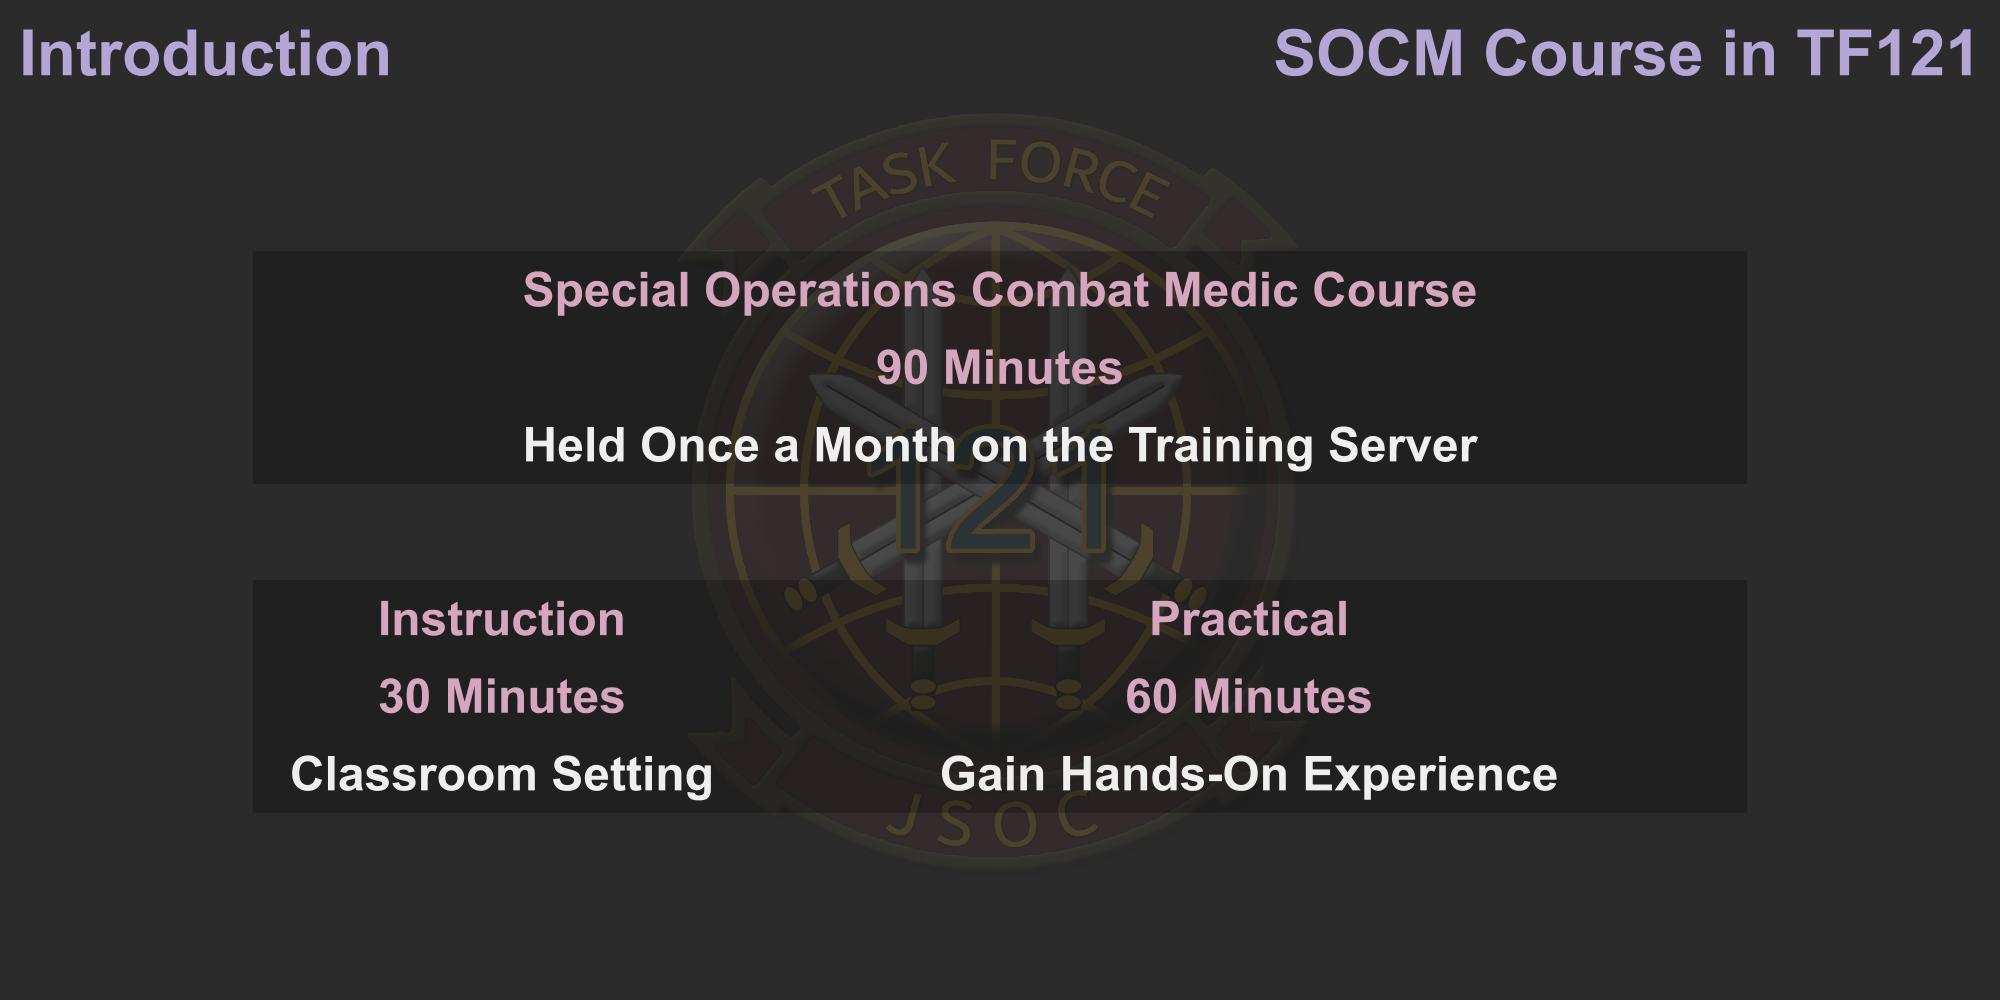 Introduction
SOCM Course in TF121
TASK FORCE
Special Operations Combat Medic Course
90 Minutes
Held Once a Month on the Training Server
121
Instruction
30 Minutes
Classroom Setting
Practical
60 Minutes
Gain Hands-On Experience
JSOC